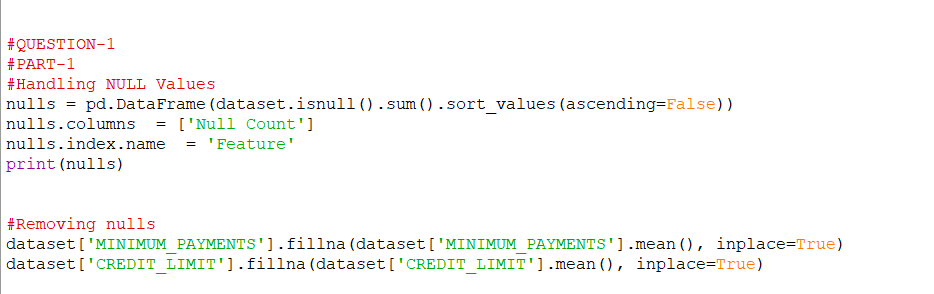 #QUESTION-1
#PART-1
#Handling NULL Values
nulls = pd.DataFrame(dataset.isnull().sum().sort_values(ascending=False))
nulls.columns  = ['Null Count']
nulls.index.name  = 'Feature'
print(nulls)
#Removing nulls
dataset['MINIMUM_PAYMENTS'].fillna(dataset['MINIMUM_PAYMENTS'].mean(), inplace=True)
dataset['CREDIT_LIMIT'].fillna(dataset['CREDIT_LIMIT'].mean(), inplace=True)